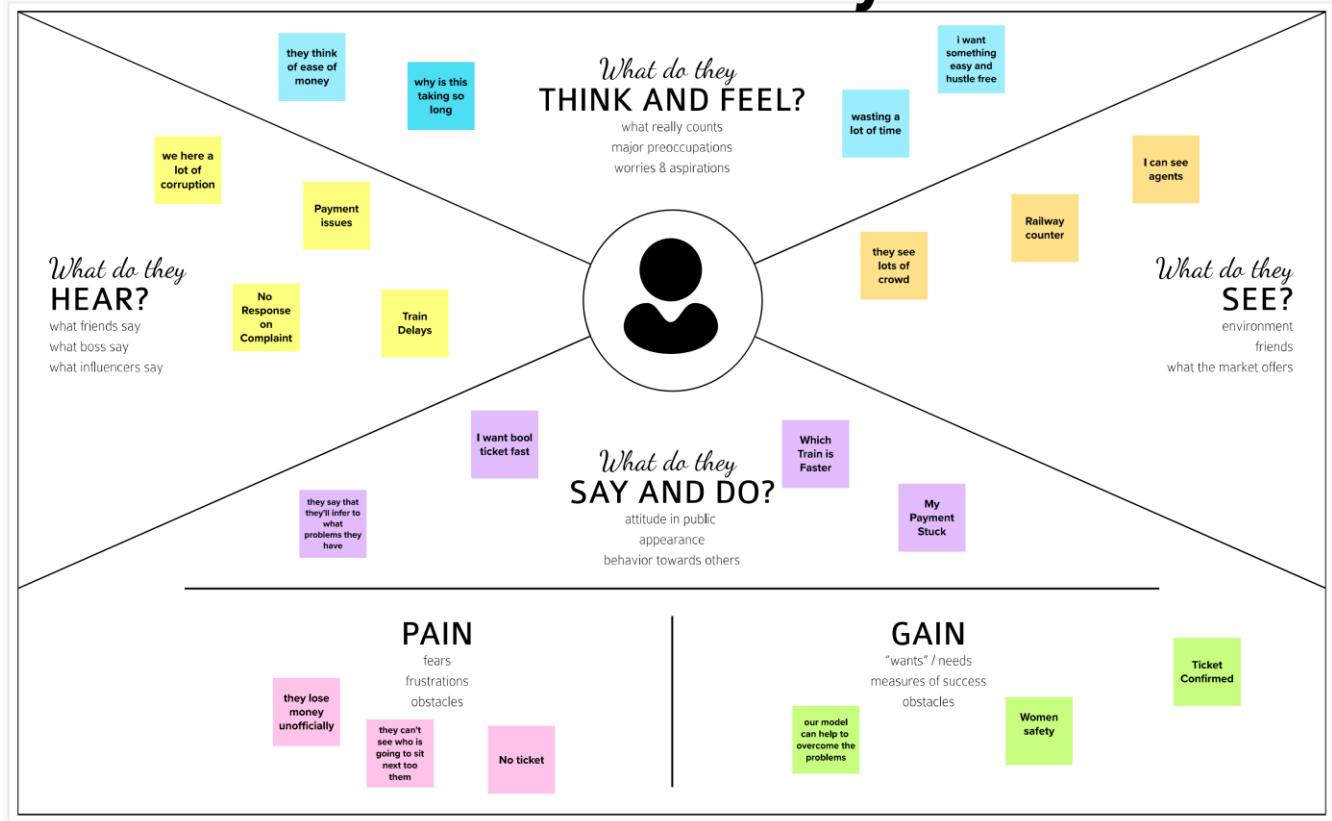 they think
of ease of
money
why is this
taking so
long
What do they
THINK AND FEEL?
what really counts
major preoccupations
worries & aspirations
i want
something
easy and
hustle free
wasting a
lot of time
we here a
lot of
corruption
Payment
issues
What do they
HEAR?
what friends say
what boss say
what influencers say
No
Response
on
Complaint
Train
Delays
I can see
agents
Railway
counter
they see
lots of
crowd
What do they
SEE?
environment
friends
what the market offers
I want bool
ticket fast
they say that
they'll infer to
what
problems they
have
What do they
SAY AND DO?
attitude in public
appearance
behavior towards others
Which
Train is
Faster
My
Payment
Stuck
PAIN
fears
frustrations
obstacles
they lose
money
unofficially
they can't
see who is
going to sit
next too
them
No ticket
GAIN
"wants" / needs
measures of success
obstacles
our model
can help to
overcome the
problems
Women
safety
Ticket
Confirmed